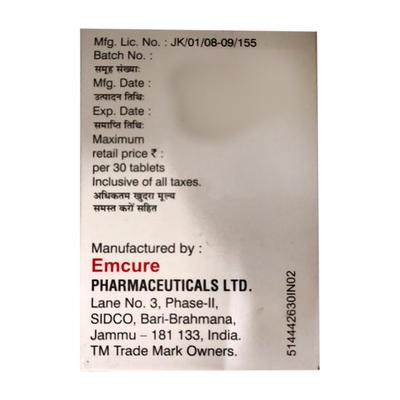 Mfg. Lic. No. : JK/01/08-09/155
Batch No. :
समूह संख्याः
Mfg. Date :
उत्पादन तिथिः
Exp. Date :
समाप्ति तिथिः
Maximum
retail price ₹ :
per 30 tablets
Inclusive of all taxes.
अधिकतम खुदरा मूल्य
समस्त करों सहित
Manufactured by :
Emcure
PHARMACEUTICALS LTD.
Lane No. 3, Phase-II,
SIDCO, Bari-Brahmana,
Jammu – 181 133, India.
TM Trade Mark Owners.
514442630IN02